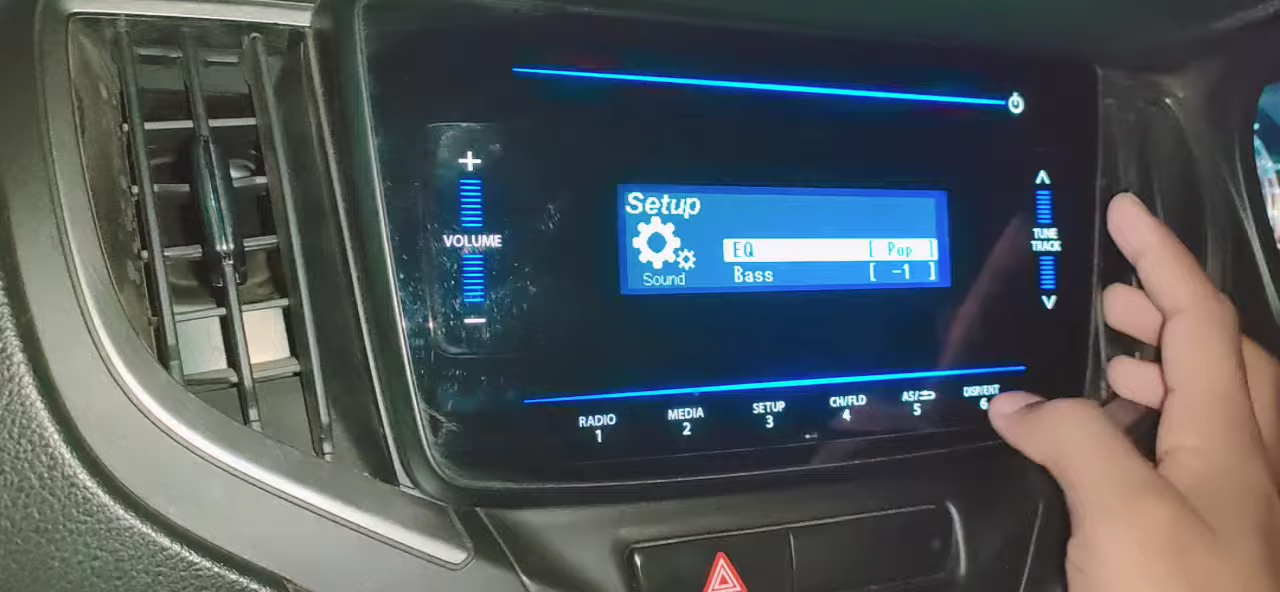 +
VOLUME
−
Setup
Sound
EQ [ Pop ]
Bass [ -1 ]
TUNE
TRACK
RADIO
1
MEDIA
2
SETUP
3
CH/FLD
4
AS/
5
DISP/ENT
6